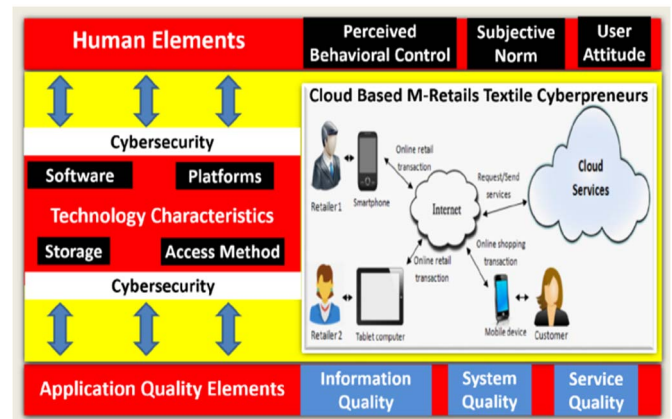 Human Elements
Perceived
Behavioral Control
Subjective
Norm
User
Attitude
Cybersecurity
Software
Platforms
Technology Characteristics
Storage
Access Method
Cybersecurity
Cloud Based M-Retails Textile Cyberpreneurs
Online retail
transaction
Retailer1
Smartphone
Internet
Request/Send
services
Cloud
Services
Online retail
transaction
Online shopping
transaction
Retailer 2
Tablet computer
Mobile device
Customer
Application Quality Elements
Information
Quality
System
Quality
Service
Quality